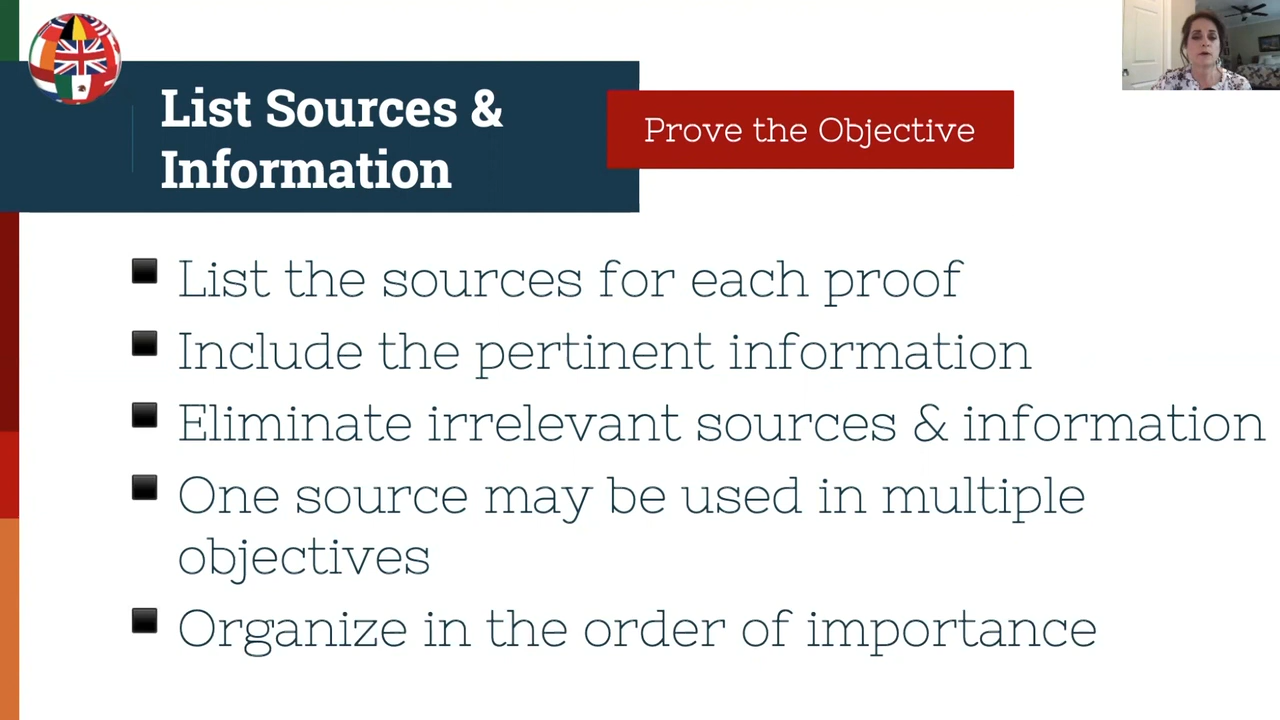 List Sources &
Information
Prove the Objective
List the sources for each proof
Include the pertinent information
Eliminate irrelevant sources & information
One source may be used in multiple
objectives
Organize in the order of importance